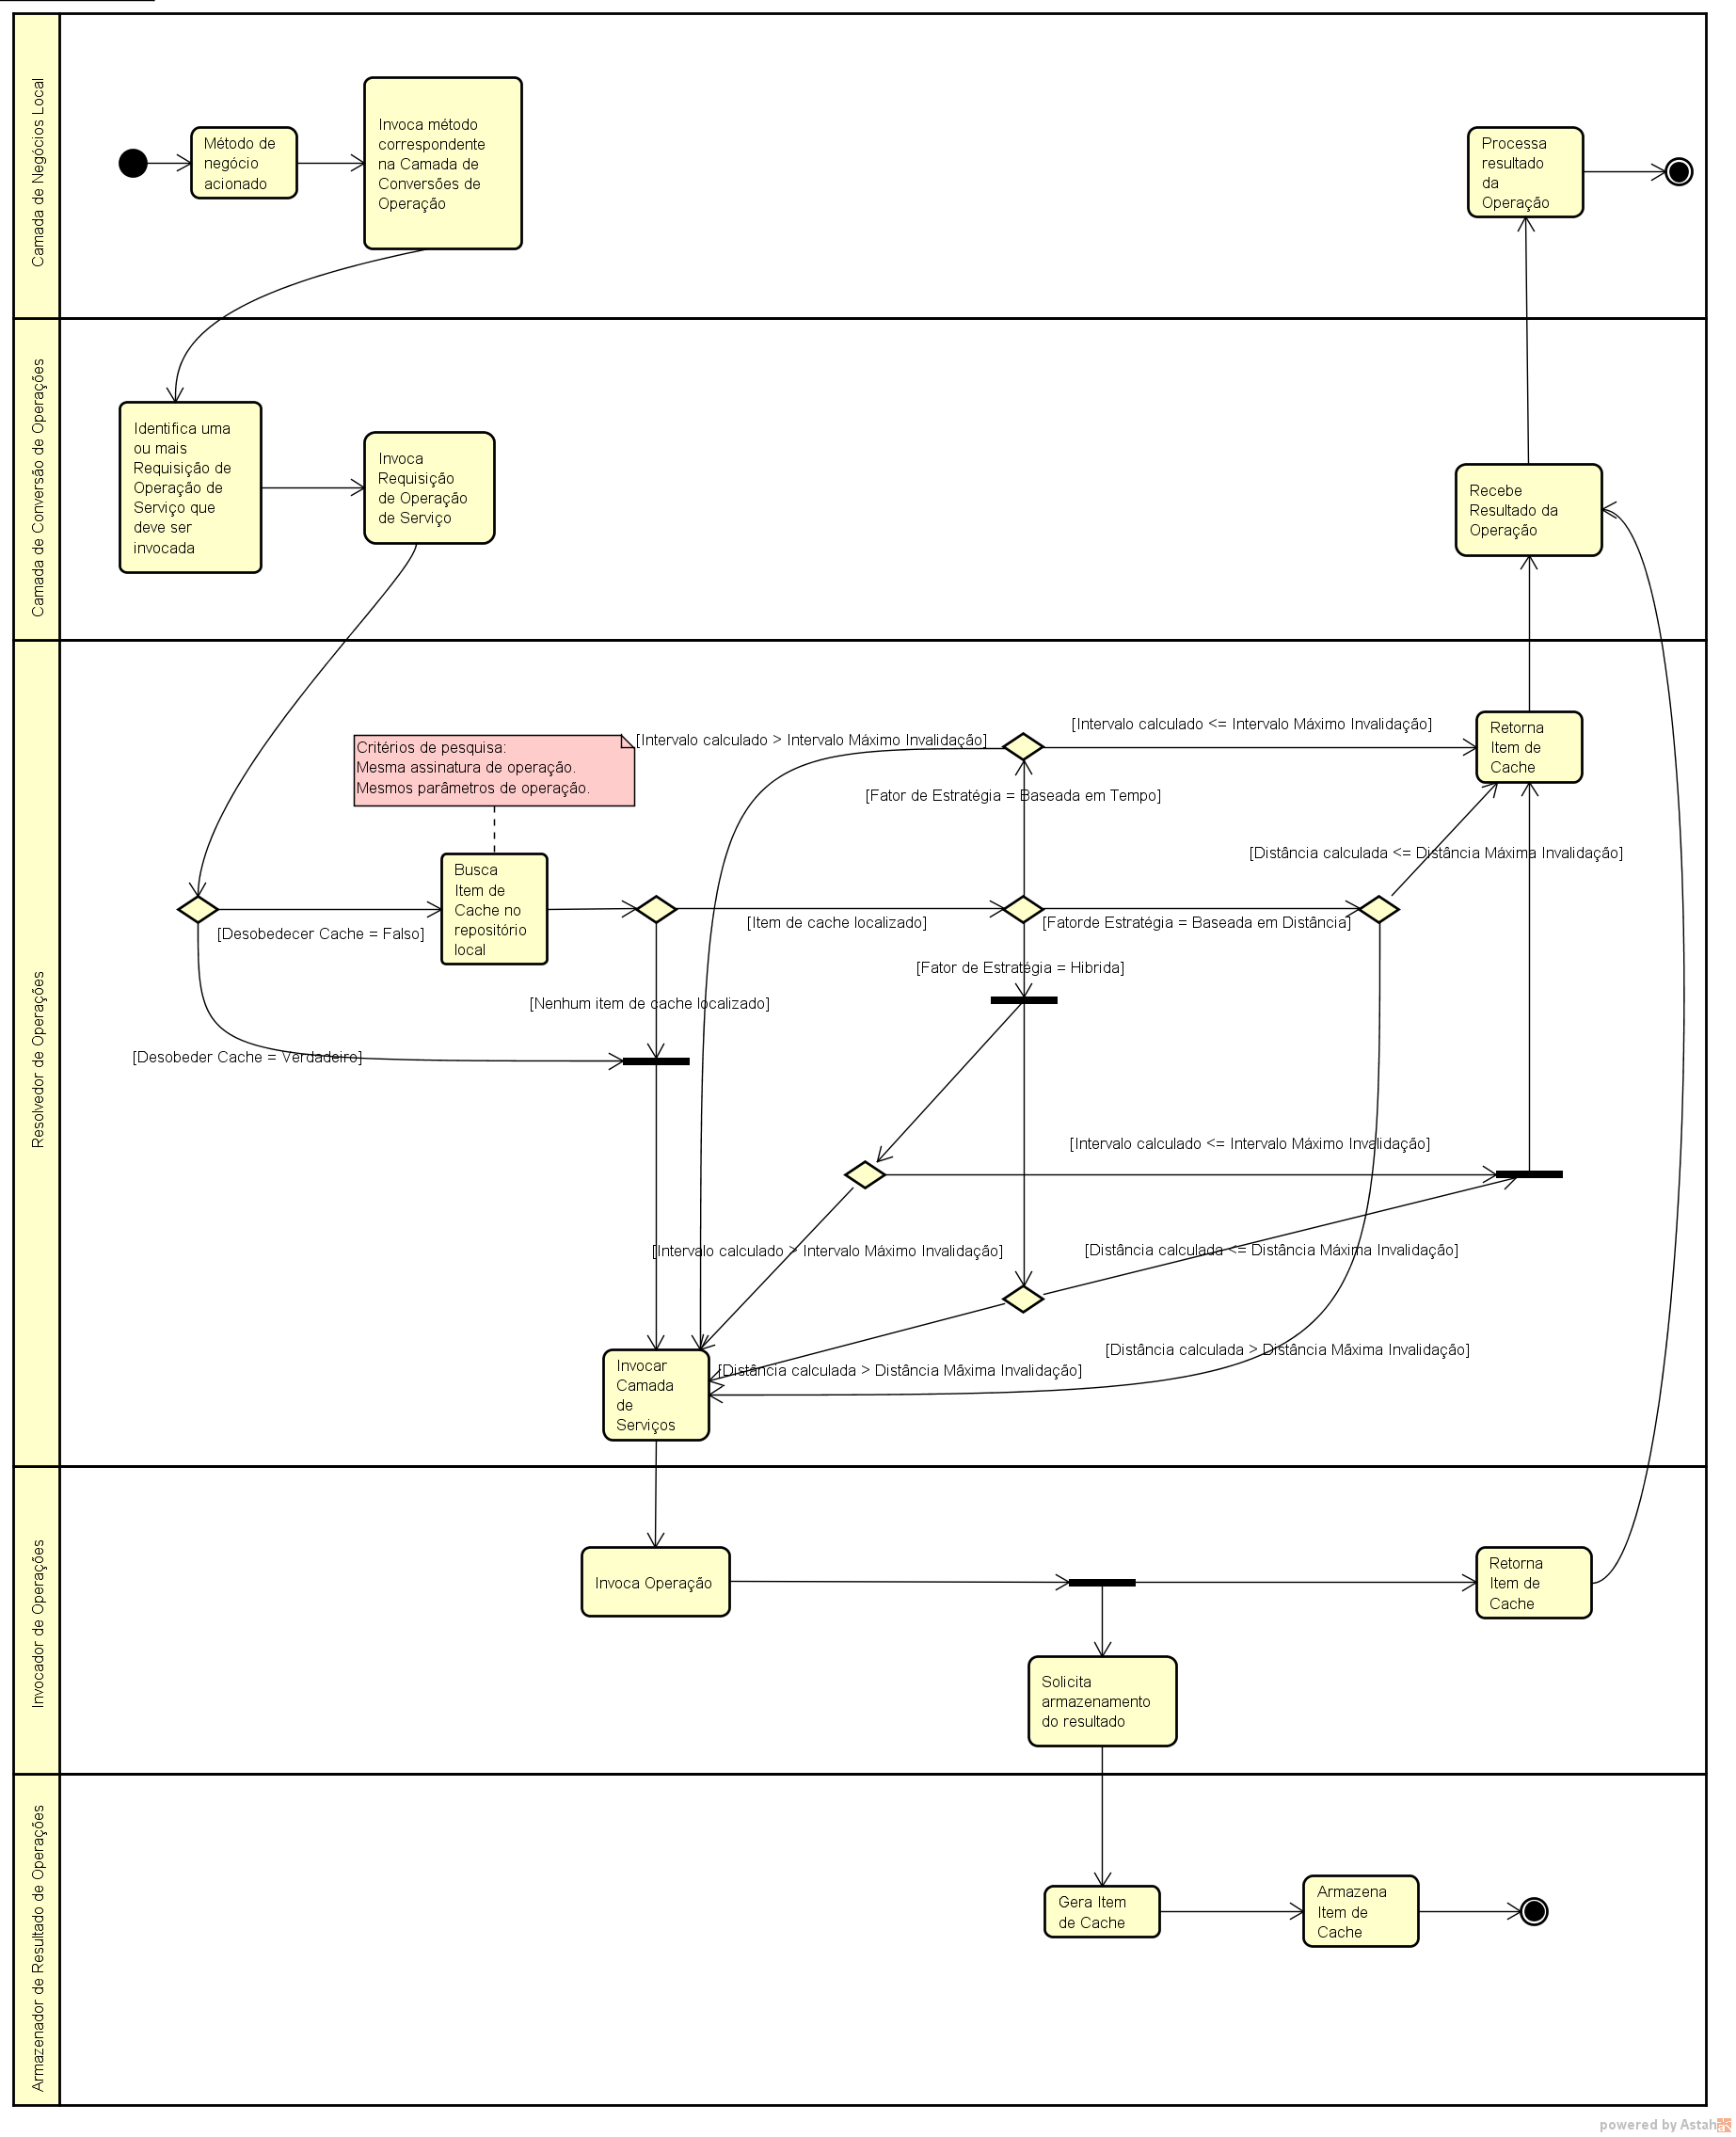 Camada de Negócios Local
Método de
negócio
acionado
Invoca método
correspondente
na Camada de
Conversões de
Operação
Processa
resultado
da
Operação
Camada de Conversão de Operações
Identifica uma
ou mais
Requisição de
Operação de
Serviço que
deve ser
invocada
Invoca
Requisição
de Operação
de Serviço
Recebe
Resultado da
Operação
Resolvedor de Operações
Critérios de pesquisa:
Mesma assinatura de operação.
Mesmos parâmetros de operação.
[Intervalo calculado > Intervalo Máximo Invalidação]
[Intervalo calculado <= Intervalo Máximo Invalidação]
Retorna
Item de
Cache
[Fator de Estratégia = Baseada em Tempo]
[Distância calculada <= Distância Máxima Invalidação]
Busca
Item de
Cache no
repositório
local
[Desobedecer Cache = Falso]
[Item de cache localizado]
[Fatorde Estratégia = Baseada em Distância]
[Fator de Estratégia = Hibrida]
[Nenhum item de cache localizado]
[Desobeder Cache = Verdadeiro]
[Intervalo calculado <= Intervalo Máximo Invalidação]
[Intervalo calculado > Intervalo Máximo Invalidação]
[Distância calculada <= Distância Máxima Invalidação]
[Distância calculada > Distância Mâxima Invalidação]
[Distância calculada > Distância Mâxima Invalidação]
Invocar
Camada
de
Serviços
Invocador de Operações
Invoca Operação
Retorna
Item de
Cache
Solicita
armazenamento
do resultado
Armazenador de Resultado de Operações
Gera Item
de Cache
Armazena
Item de
Cache
powered by Astah